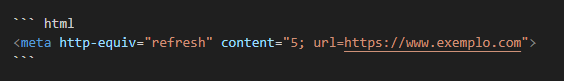 ``` html
<meta http-equiv="refresh" content="5; url=https://www.exemplo.com">
```